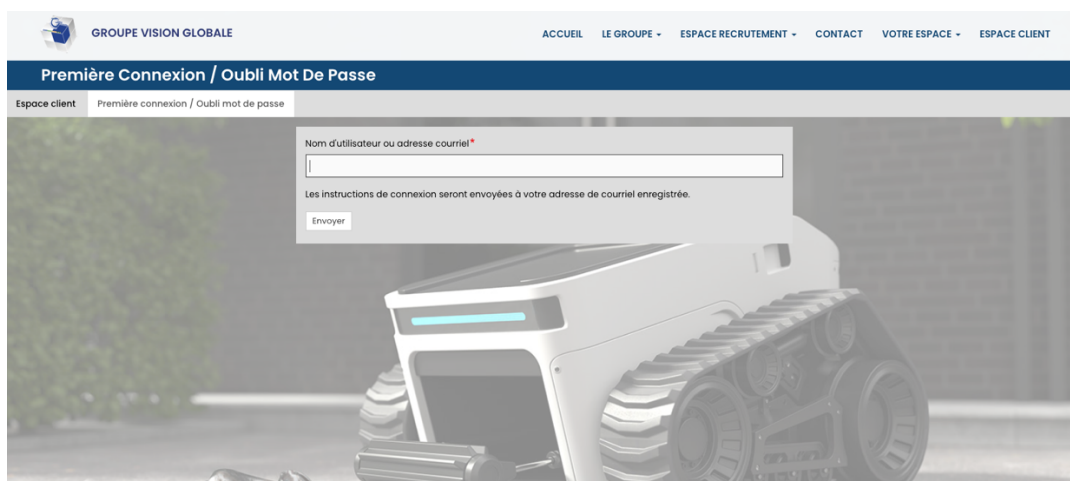 GROUPE VISION GLOBALE
ACCUEIL LE GROUPE ESPACE RECRUTEMENT CONTACT VOTRE ESPACE ESPACE CLIENT
Première Connexion / Oubli Mot De Passe
Espace client Première connexion / Oubli mot de passe
Nom d'utilisateur ou adresse courriel*
Les instructions de connexion seront envoyées à votre adresse de courriel enregistrée.
Envoyer